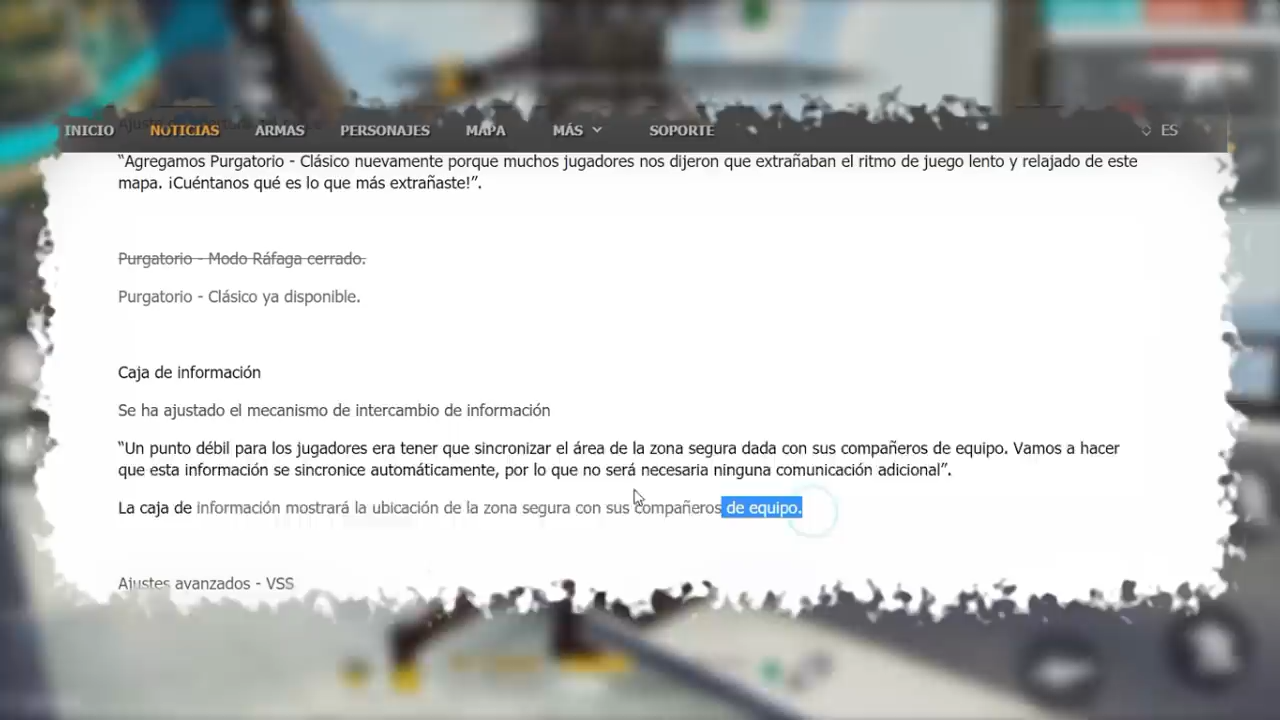 INICIO NOTICIAS ARMAS PERSONAJES MAPA MÁS SOPORTE ES
“Agregamos Purgatorio - Clásico nuevamente porque muchos jugadores nos dijeron que extrañaban el ritmo de juego lento y relajado de este
mapa. ¡Cuéntanos qué es lo que más extrañaste!”.
Purgatorio - Modo Ráfaga cerrado.
Purgatorio - Clásico ya disponible.
Caja de información
Se ha ajustado el mecanismo de intercambio de información
“Un punto débil para los jugadores era tener que sincronizar el área de la zona segura dada con sus compañeros de equipo. Vamos a hacer
que esta información se sincronice automáticamente, por lo que no será necesaria ninguna comunicación adicional”.
La caja de información mostrará la ubicación de la zona segura con sus compañeros de equipo.
Ajustes avanzados - VSS